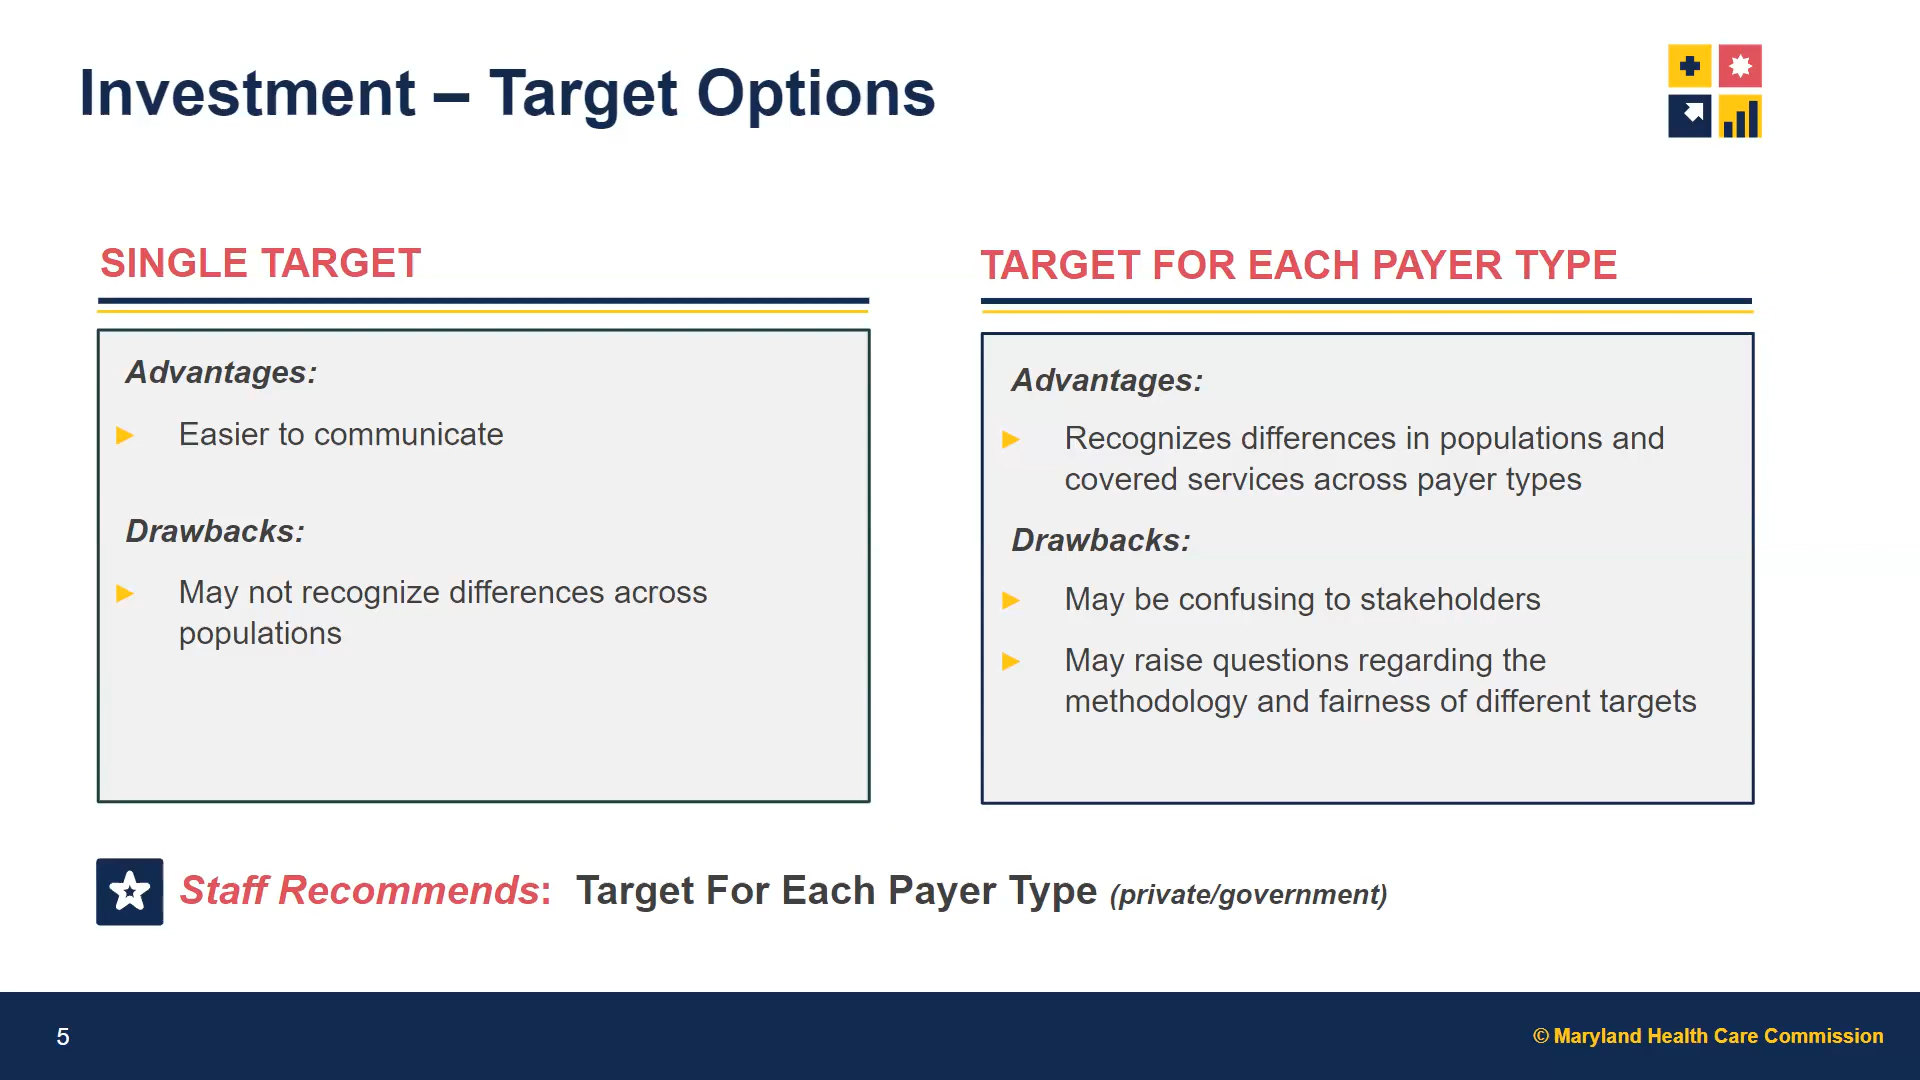 Investment – Target Options
SINGLE TARGET
Advantages:
Easier to communicate
Drawbacks:
May not recognize differences across
populations
TARGET FOR EACH PAYER TYPE
Advantages:
Recognizes differences in populations and
covered services across payer types
Drawbacks:
May be confusing to stakeholders
May raise questions regarding the
methodology and fairness of different targets
Staff Recommends: Target For Each Payer Type (private/government)
5
© Maryland Health Care Commission